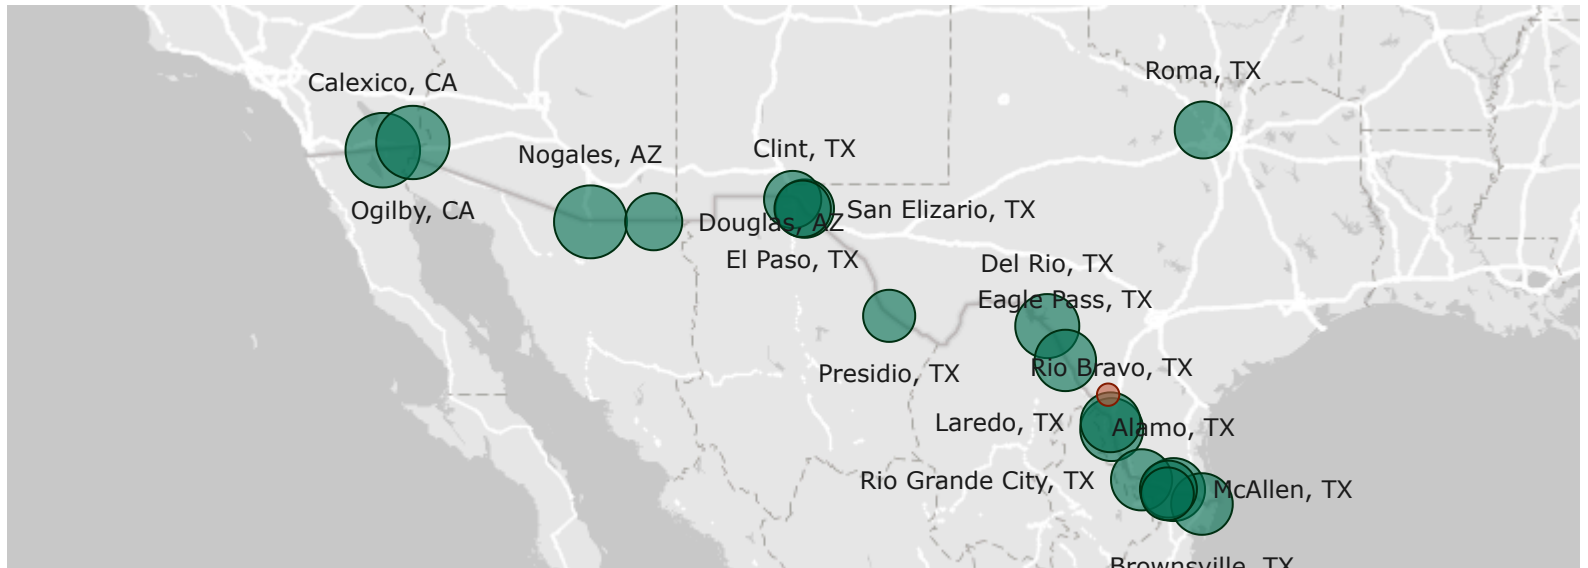 Roma, TX
Calexico, CA
Clint, TX
Nogales, AZ
Ogilby, CA
San Elizario, TX
Douglas, AZ
El Paso, TX
Del Rio, TX
Eagle Pass, TX
Rio Bravo, TX
Presidio, TX
Laredo, TX
Alamo, TX
Rio Grande City, TX
McAllen, TX
Brownsville, TX